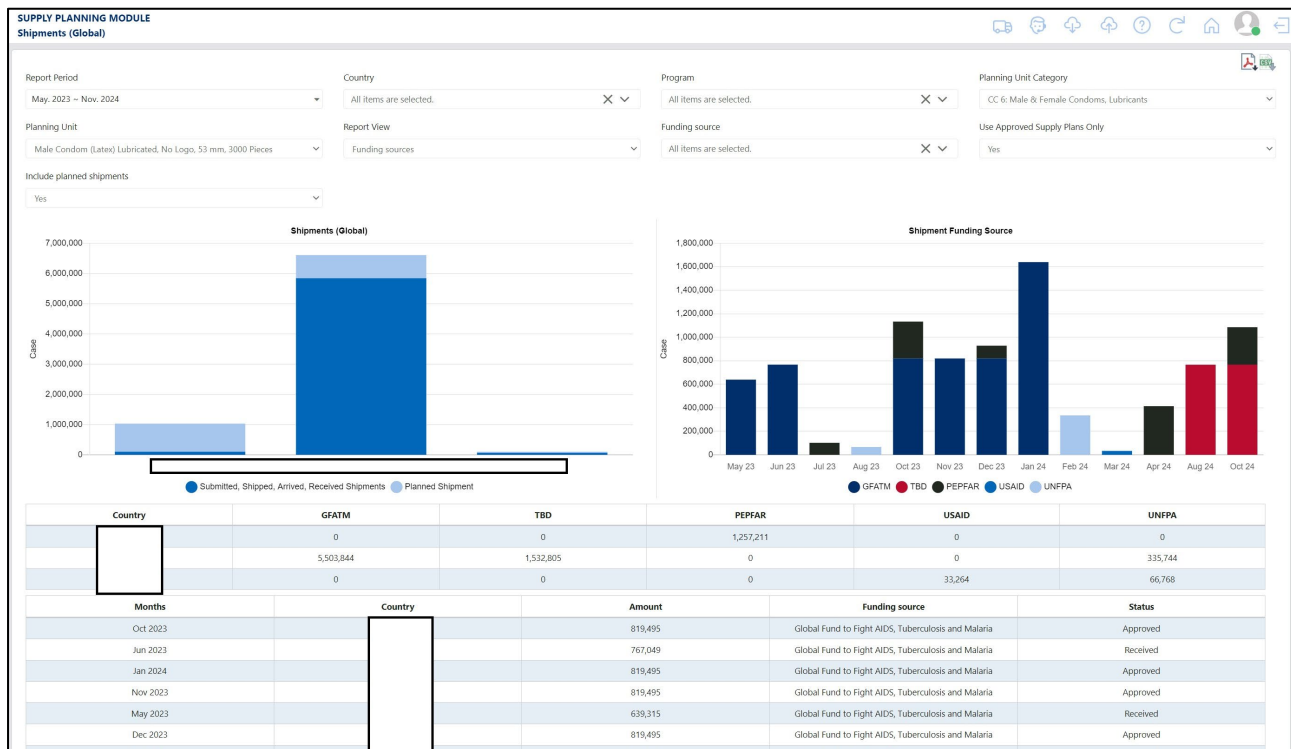 SUPPLY PLANNING MODULE
Shipments (Global)
Report Period
Country
Program
Planning Unit Category
May. 2023 ~ Nov. 2024
All items are selected.
All items are selected.
CC 6: Male & Female Condoms, Lubricants
Planning Unit
Report View
Funding source
Use Approved Supply Plans Only
Male Condom (Latex) Lubricated, No Logo, 53 mm, 3000 Pieces
Funding sources
All items are selected.
Yes
Include planned shipments
Yes
Shipments (Global)
7,000,000
6,000,000
5,000,000
4,000,000
3,000,000
2,000,000
1,000,000
0
Case
Submitted, Shipped, Arrived, Received Shipments Planned Shipment
Shipment Funding Source
1,800,000
1,600,000
1,400,000
1,200,000
1,000,000
800,000
600,000
400,000
200,000
0
Case
May 23 Jun 23 Jul 23 Aug 23 Oct 23 Nov 23 Dec 23 Jan 24 Feb 24 Mar 24 Apr 24 Aug 24 Oct 24
GFATM TBD PEPFAR USAID UNFPA
Country GFATM TBD PEPFAR USAID UNFPA
0 0 1,257,211 0 0
5,503,844 1,532,805 0 0 335,744
0 0 33,264 66,768
Months Country Amount Funding source Status
Oct 2023 819,495 Global Fund to Fight AIDS, Tuberculosis and Malaria Approved
Jun 2023 767,049 Global Fund to Fight AIDS, Tuberculosis and Malaria Received
Jan 2024 819,495 Global Fund to Fight AIDS, Tuberculosis and Malaria Approved
Nov 2023 819,495 Global Fund to Fight AIDS, Tuberculosis and Malaria Approved
May 2023 639,315 Global Fund to Fight AIDS, Tuberculosis and Malaria Received
Dec 2023 819,495 Global Fund to Fight AIDS, Tuberculosis and Malaria Approved